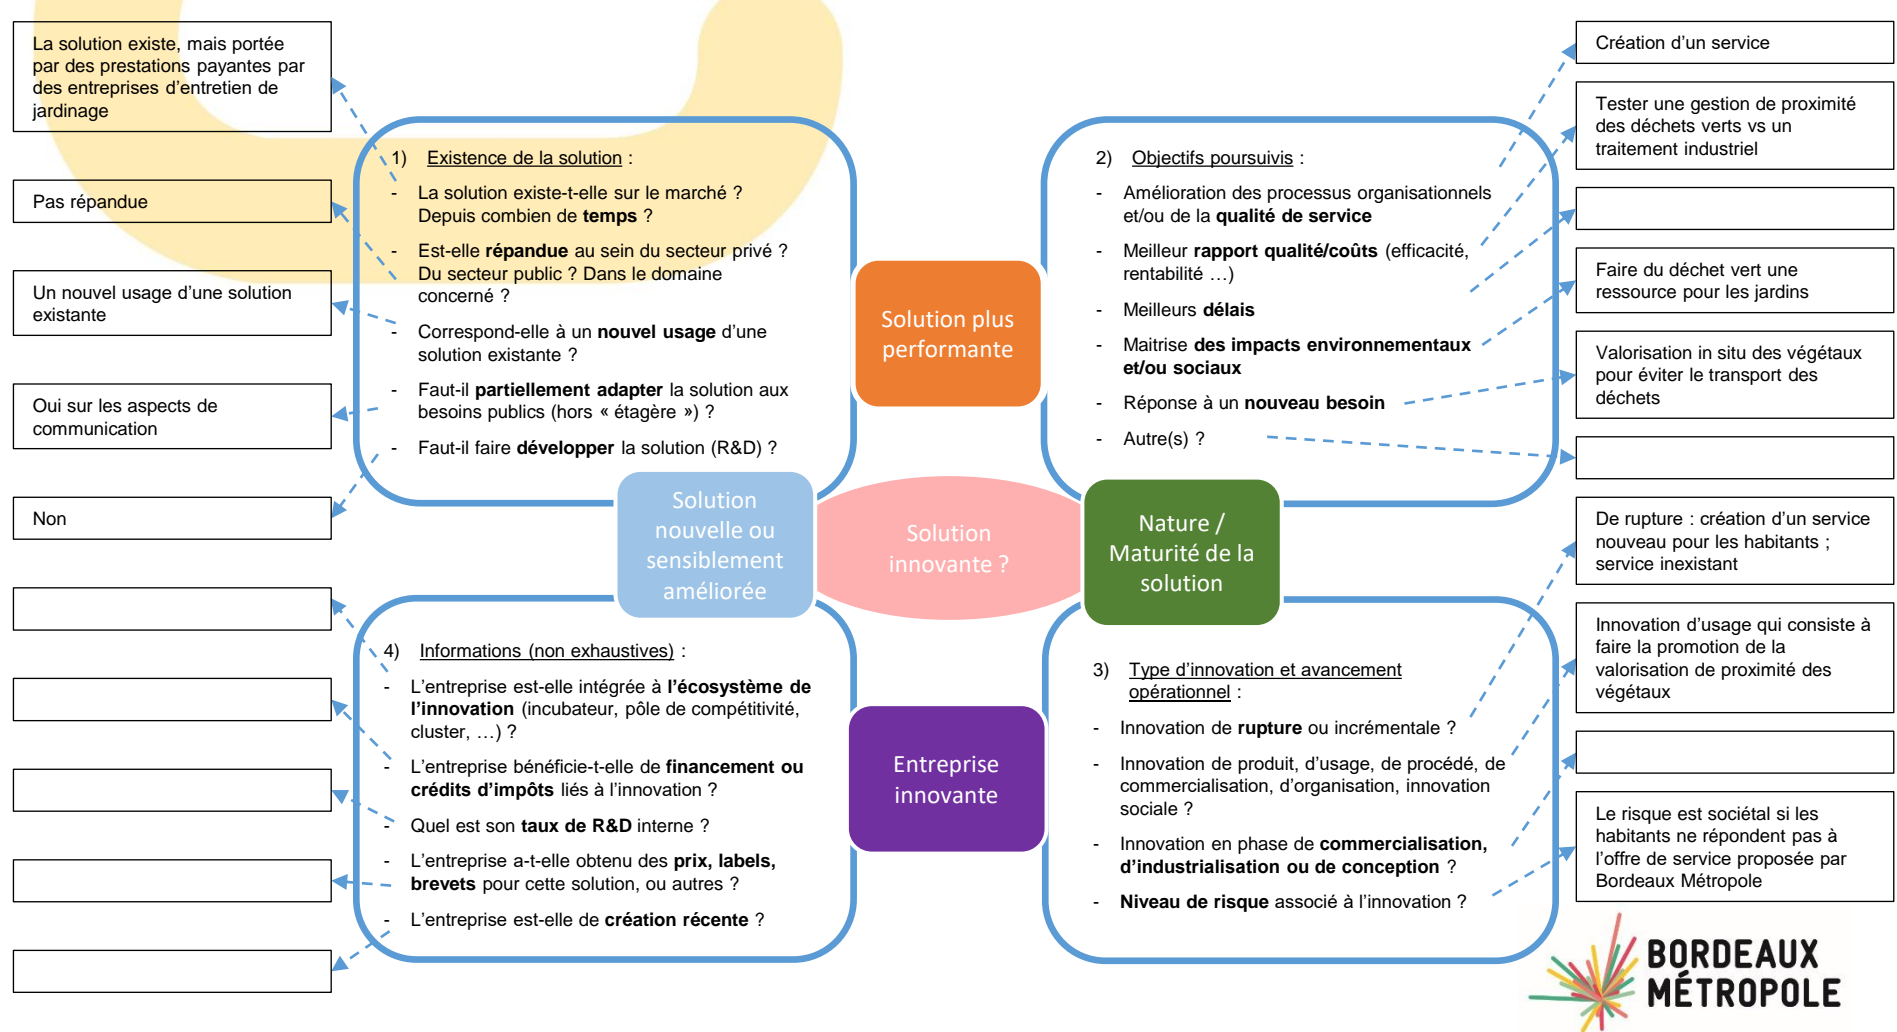 La solution existe, mais portée
par des prestations payantes par
des entreprises d'entretien de
jardinage
Pas répandue
Un nouvel usage d'une solution
existante
Oui sur les aspects de
communication
Non
1) Existence de la solution :
- La solution existe-t-elle sur le marché ?
Depuis combien de temps ?
- Est-elle répandue au sein du secteur privé ?
Du secteur public ? Dans le domaine
concerné ?
- Correspond-elle à un nouvel usage d'une
solution existante ?
- Faut-il partiellement adapter la solution aux
besoins publics (hors « étagère ») ?
- Faut-il faire développer la solution (R&D) ?
Solution plus
performante
2) Objectifs poursuivis :
- Amélioration des processus organisationnels
et/ou de la qualité de service
- Meilleur rapport qualité/coûts (efficacité,
rentabilité …)
- Meilleurs délais
- Maitrise des impacts environnementaux
et/ou sociaux
- Réponse à un nouveau besoin
- Autre(s) ?
Création d'un service
Tester une gestion de proximité
des déchets verts vs un
traitement industriel
Faire du déchet vert une
ressource pour les jardins
Valorisation in situ des végétaux
pour éviter le transport des
déchets
Solution
nouvelle ou
sensiblement
améliorée
Solution
innovante ?
Nature /
Maturité de la
solution
4) Informations (non exhaustives) :
- L'entreprise est-elle intégrée à l'écosystème de
l'innovation (incubateur, pôle de compétitivité,
cluster, …) ?
- L'entreprise bénéficie-t-elle de financement ou
crédits d'impôts liés à l'innovation ?
- Quel est son taux de R&D interne ?
- L'entreprise a-t-elle obtenu des prix, labels,
brevets pour cette solution, ou autres ?
- L'entreprise est-elle de création récente ?
Entreprise
innovante
3) Type d'innovation et avancement
opérationnel :
- Innovation de rupture ou incrémentale ?
- Innovation de produit, d'usage, de procédé, de
commercialisation, d'organisation, innovation
sociale ?
- Innovation en phase de commercialisation,
d'industrialisation ou de conception ?
- Niveau de risque associé à l'innovation ?
De rupture : création d'un service
nouveau pour les habitants ;
service inexistant
Innovation d'usage qui consiste à
faire la promotion de la
valorisation de proximité des
végétaux
Le risque est sociétal si les
habitants ne répondent pas à
l'offre de service proposée par
Bordeaux Métropole
BORDEAUX
MÉTROPOLE